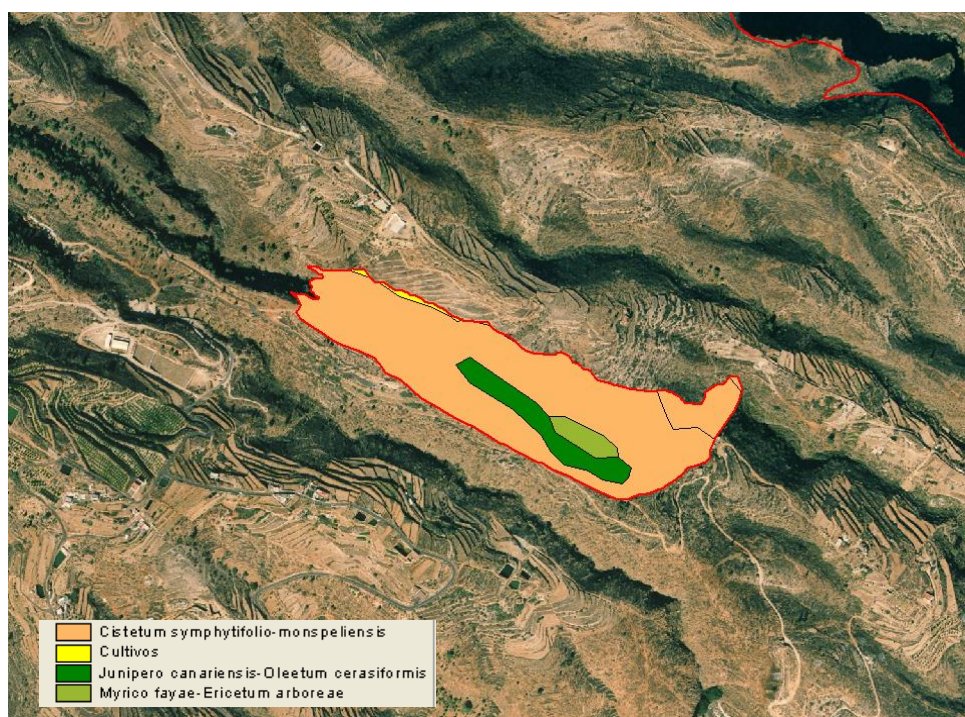 Cistetum symphytifolio-monspeliensis
Cultivos
Junipero canariensis-Oleetum cerasiformis
Myrico fayae-Ericetum arboreae